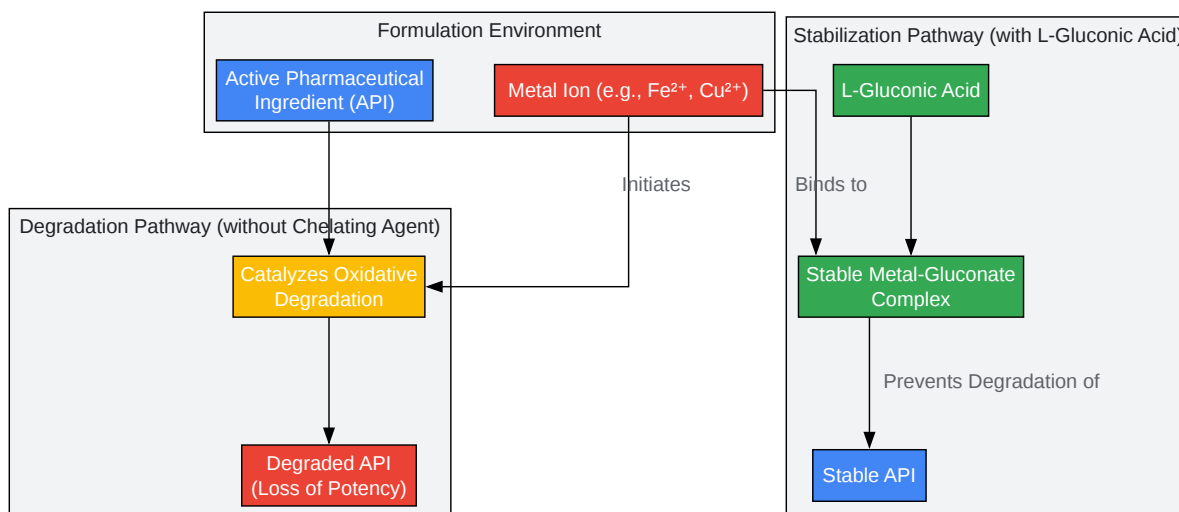 Formulation Environment
Stabilization Pathway (with L-Gluconic Acid)
Active Pharmaceutical
Ingredient (API)
Metal Ion (e.g., Fe²⁺, Cu²⁺)
L-Gluconic Acid
Initiates
Binds to
Degradation Pathway (without Chelating Agent)
Catalyzes Oxidative
Degradation
Stable Metal-Gluconate
Complex
Prevents Degradation of
Degraded API
(Loss of Potency)
Stable API